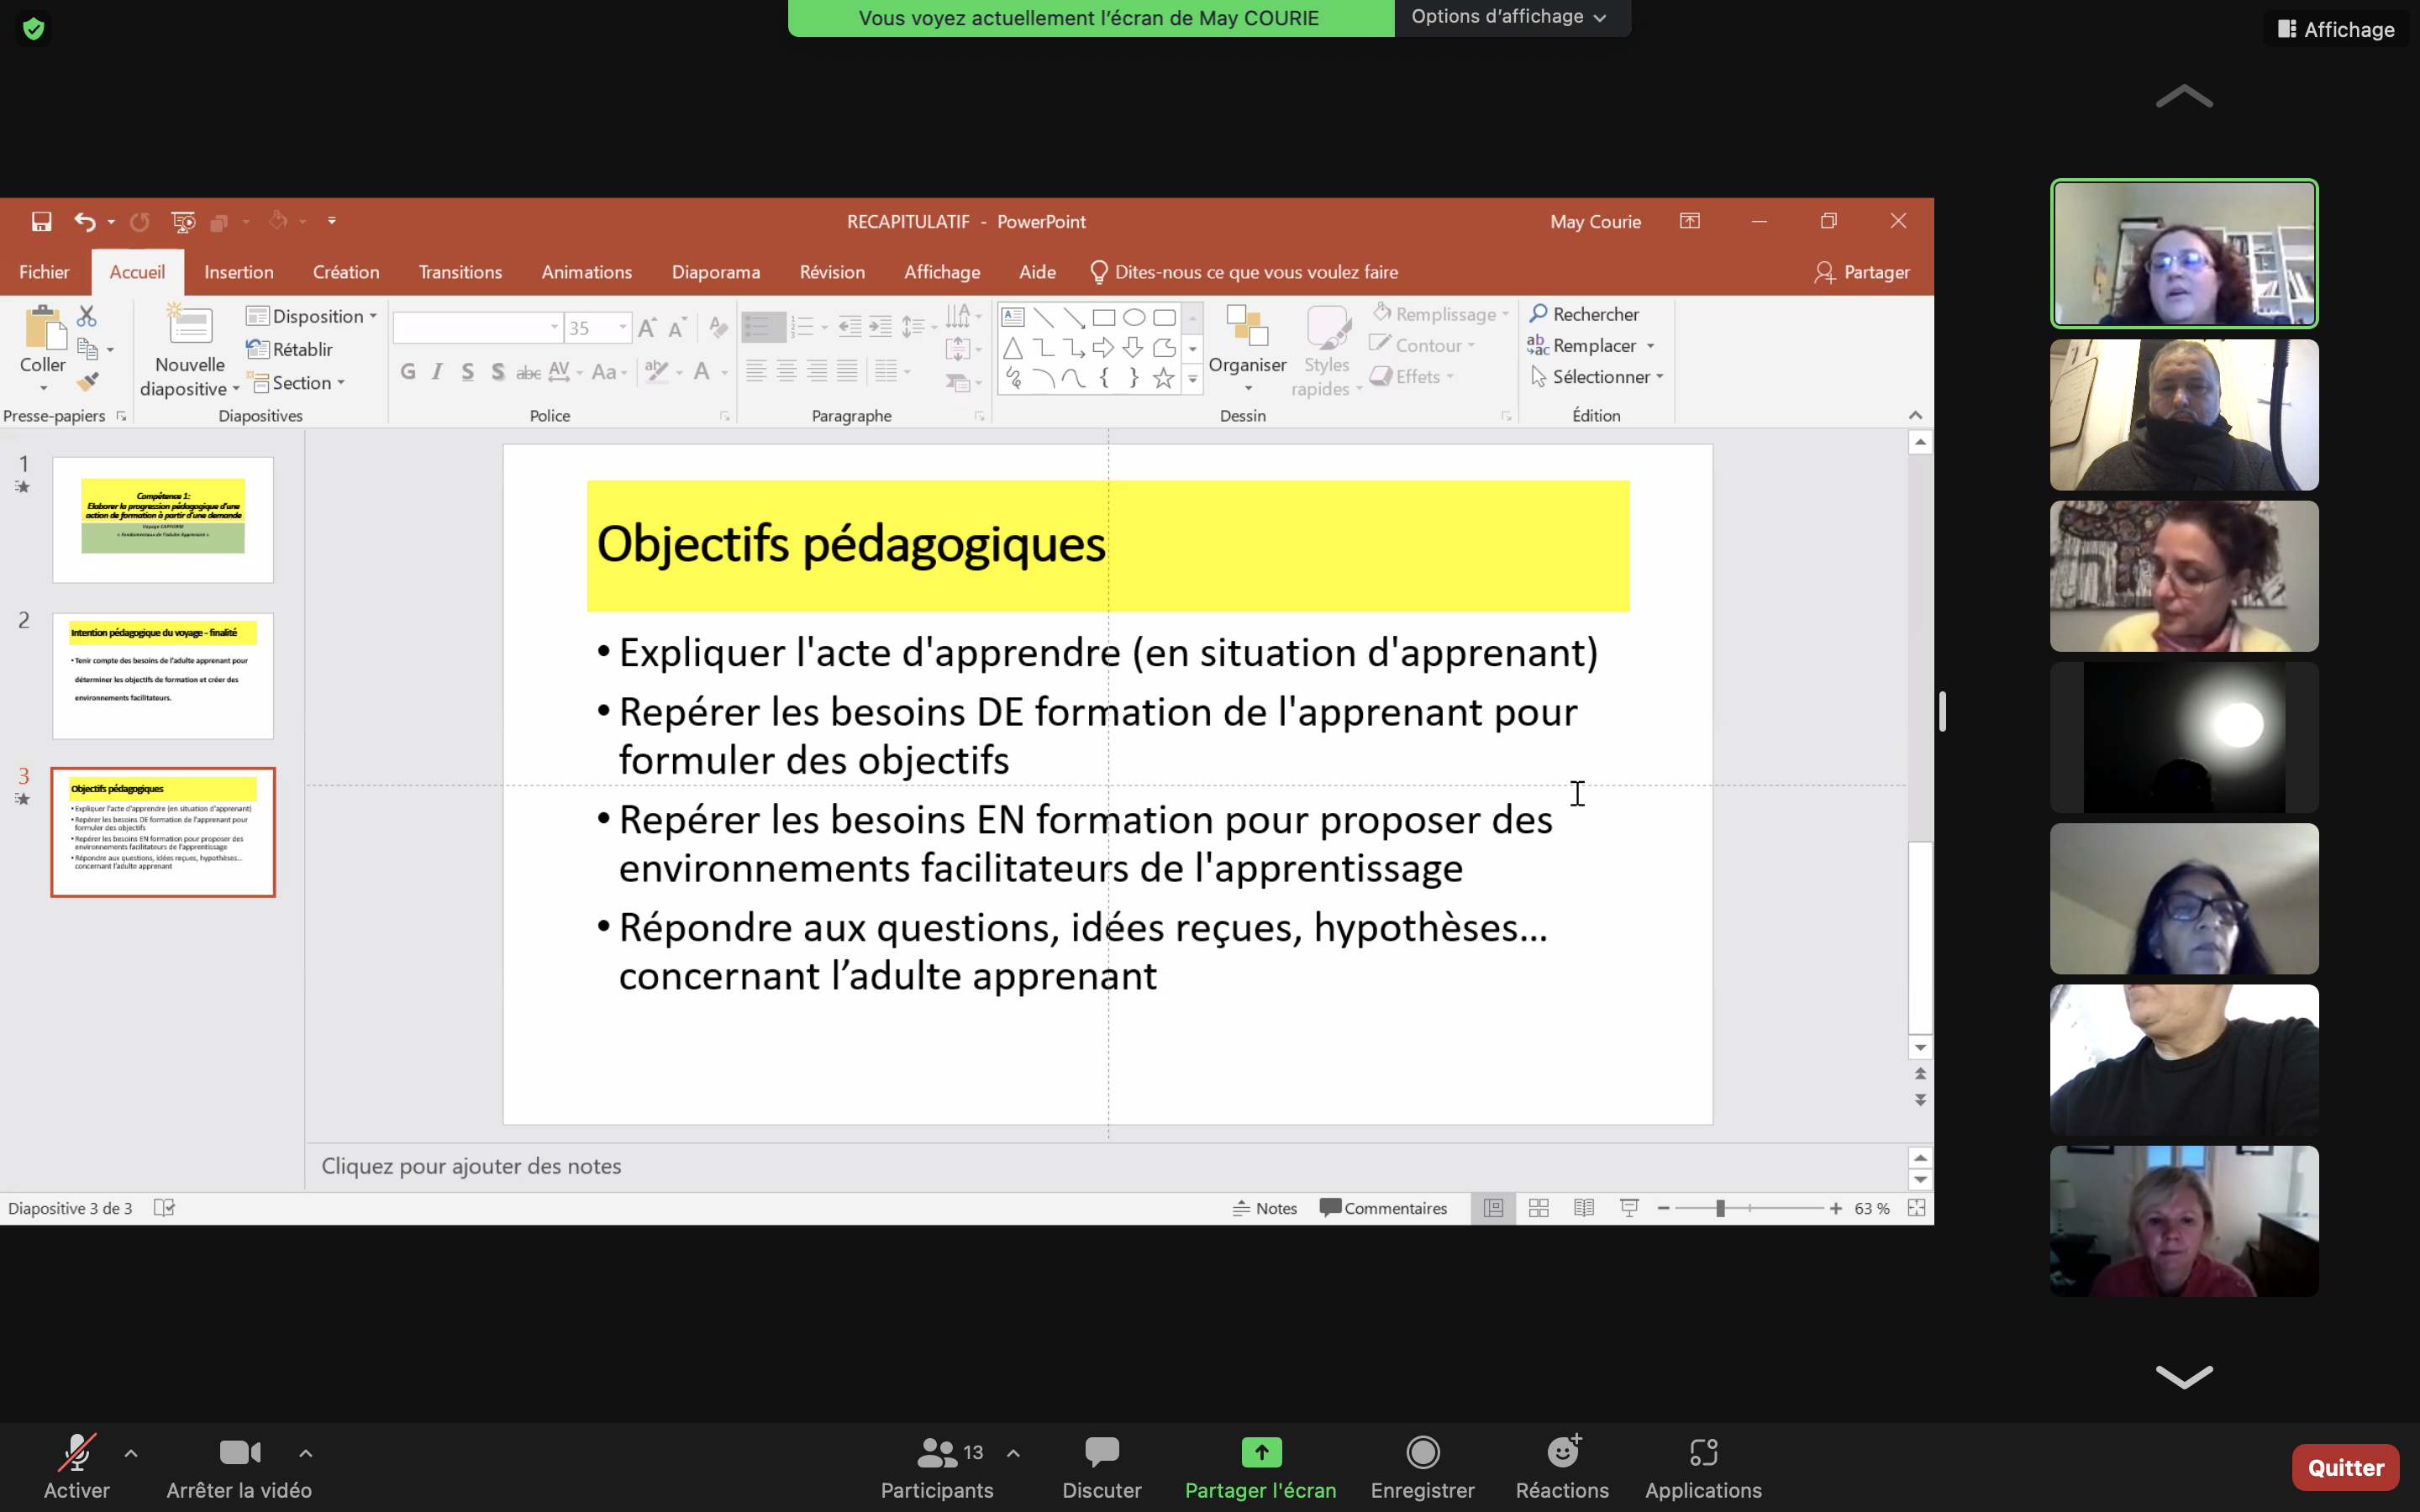 Vous voyez actuellement l'écran de May COURIE
Options d'affichage
Affichage
RECAPITULATIF - PowerPoint
May Courie
Fichier
Accueil
Insertion
Création
Transitions
Animations
Diaporama
Révision
Affichage
Aide
Dites-nous ce que vous voulez faire
Partager
Coller
Presse-papiers
Nouvelle
diapositive
Disposition
Rétablir
Section
Diapositives
35
G I S S abc AV Aa A
Police
Paragraphe
Organiser
Styles
rapides
Remplissage
Contour
Effets
Dessin
Rechercher
Remplacer
Sélectionner
Édition
1
Compétence 1:
Elaborer la progression pédagogique d'une
action de formation à partir d'une demande
Voyage CAPFORM
« Fondamentaux de l'adulte Apprenant »
2
Intention pédagogique du voyage - finalité
• Tenir compte des besoins de l'adulte apprenant pour
déterminer les objectifs de formation et créer des
environnements facilitateurs.
3
Objectifs pédagogiques
• Expliquer l'acte d'apprendre (en situation d'apprenant)
• Repérer les besoins DE formation de l'apprenant pour
formuler des objectifs
• Repérer les besoins EN formation pour proposer des
environnements facilitateurs de l'apprentissage
• Répondre aux questions, idées reçues, hypothèses...
concernant l'adulte apprenant
Objectifs pédagogiques
• Expliquer l'acte d'apprendre (en situation d'apprenant)
• Repérer les besoins DE formation de l'apprenant pour
formuler des objectifs
• Repérer les besoins EN formation pour proposer des
environnements facilitateurs de l'apprentissage
• Répondre aux questions, idées reçues, hypothèses...
concernant l’adulte apprenant
Cliquez pour ajouter des notes
Diapositive 3 de 3
Notes
Commentaires
63 %
Activer
Arrêter la vidéo
13
Participants
Discuter
Partager l'écran
Enregistrer
Réactions
Applications
Quitter